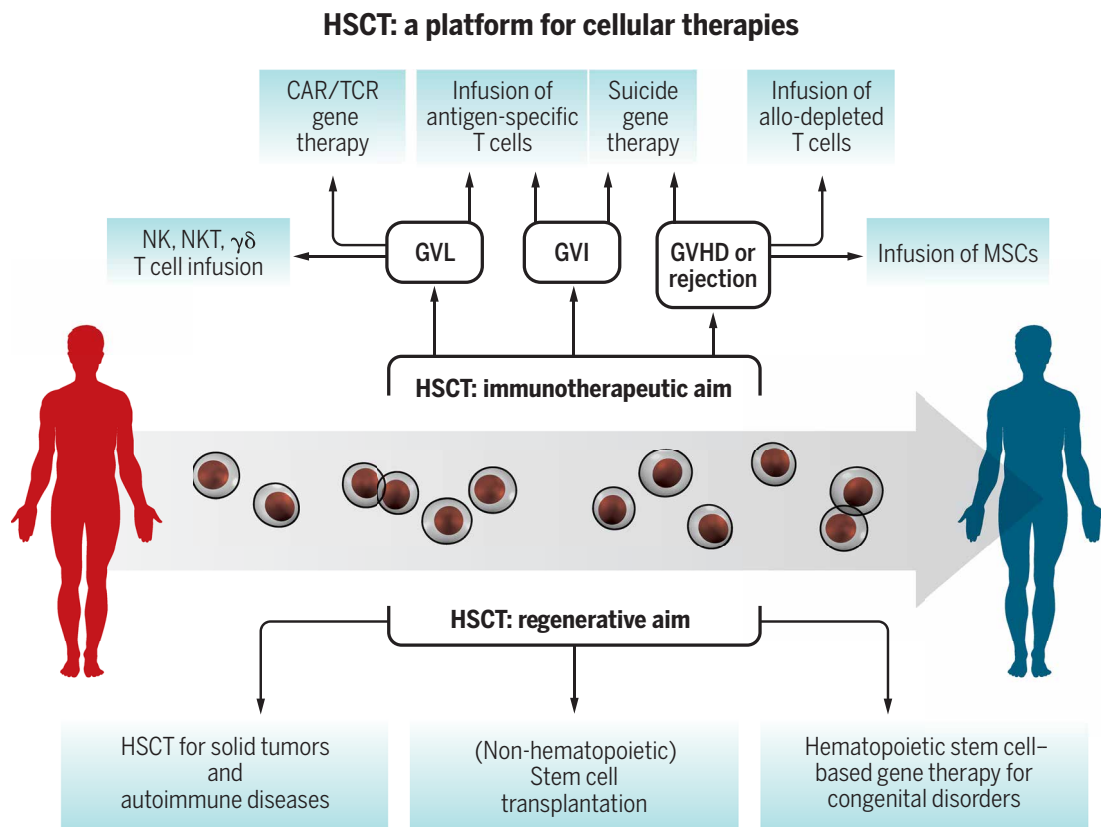 HSCT: a platform for cellular therapies
CAR/TCR
gene
therapy
Infusion of
antigen-specific
T cells
Suicide
gene
therapy
Infusion of
allo-depleted
T cells
NK, NKT, γδ
T cell infusion
GVL
GVI
GVHD or
rejection
Infusion of MSCs
HSCT: immunotherapeutic aim
HSCT: regenerative aim
HSCT for solid tumors
and
autoimmune diseases
(Non-hematopoietic)
Stem cell
transplantation
Hematopoietic stem cell–
based gene therapy for
congenital disorders